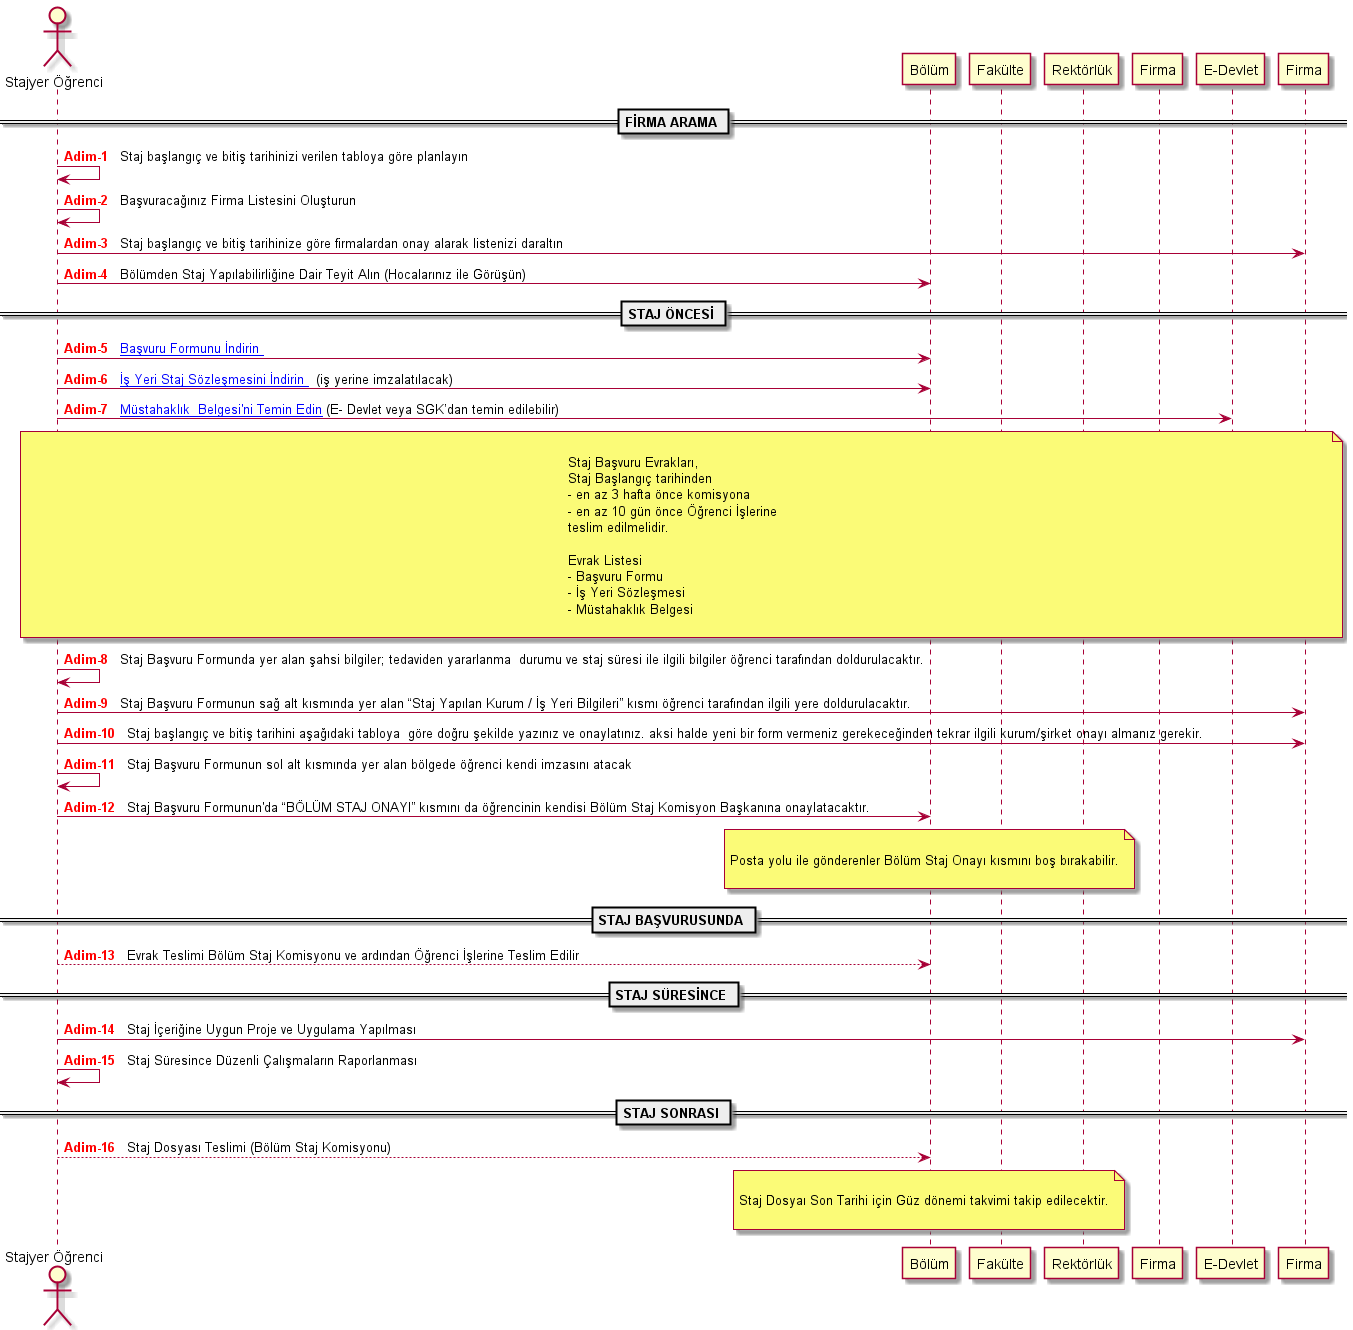 Stajyer Öğrenci
Bölüm Fakülte Rektörlük Firma E-Devlet Firma
FİRMA ARAMA
Adim-1 Staj başlangıç ve bitiş tarihinizi verilen tabloya göre planlayın
Adim-2 Başvuracağınız Firma Listesini Oluşturun
Adim-3 Staj başlangıç ve bitiş tarihinize göre firmalardan onay alarak listenizi daraltın
Adim-4 Bölümden Staj Yapılabilirliğine Dair Teyit Alın (Hocalarınız ile Görüşün)
STAJ ÖNCESİ
Adim-5 Başvuru Formunu İndirin
Adim-6 İş Yeri Staj Sözleşmesini İndirin (iş yerine imzalatılacak)
Adim-7 Müstahaklık Belgesi'ni Temin Edin (E- Devlet veya SGK'dan temin edilebilir)
Staj Başvuru Evrakları,
Staj Başlangıç tarihinden
- en az 3 hafta önce komisyona
- en az 10 gün önce Öğrenci İşlerine
teslim edilmelidir.
Evrak Listesi
- Başvuru Formu
- İş Yeri Sözleşmesi
- Müstahaklık Belgesi
Adim-8 Staj Başvuru Formunda yer alan şahsi bilgiler; tedaviden yararlanma durumu ve staj süresi ile ilgili bilgiler öğrenci tarafından doldurulacaktır.
Adim-9 Staj Başvuru Formunun sağ alt kısmında yer alan “Staj Yapılan Kurum / İş Yeri Bilgileri” kısmı öğrenci tarafından ilgili yere doldurulacaktır.
Adim-10 Staj başlangıç ve bitiş tarihini aşağıdaki tabloya göre doğru şekilde yazınız ve onaylatınız. aksi halde yeni bir form vermeniz gerekeceğinden tekrar ilgili kurum/şirket onayı almanız gerekir.
Adim-11 Staj Başvuru Formunun sol alt kısmında yer alan bölgede öğrenci kendi imzasını atacak
Adim-12 Staj Başvuru Formunun'da “BÖLÜM STAJ ONAYI” kısmını da öğrencinin kendisi Bölüm Staj Komisyon Başkanına onaylatacaktır.
Posta yolu ile gönderenler Bölüm Staj Onayı kısmını boş bırakabilir.
STAJ BAŞVURUSUNDA
Adim-13 Evrak Teslimi Bölüm Staj Komisyonu ve ardından Öğrenci İşlerine Teslim Edilir
STAJ SÜRESİNCE
Adim-14 Staj İçeriğine Uygun Proje ve Uygulama Yapılması
Adim-15 Staj Süresince Düzenli Çalışmaların Raporlanması
STAJ SONRASI
Adim-16 Staj Dosyası Teslimi (Bölüm Staj Komisyonu)
Staj Dosyaı Son Tarihi için Güz dönemi takvimi takip edilecektir.
Stajyer Öğrenci
Bölüm Fakülte Rektörlük Firma E-Devlet Firma